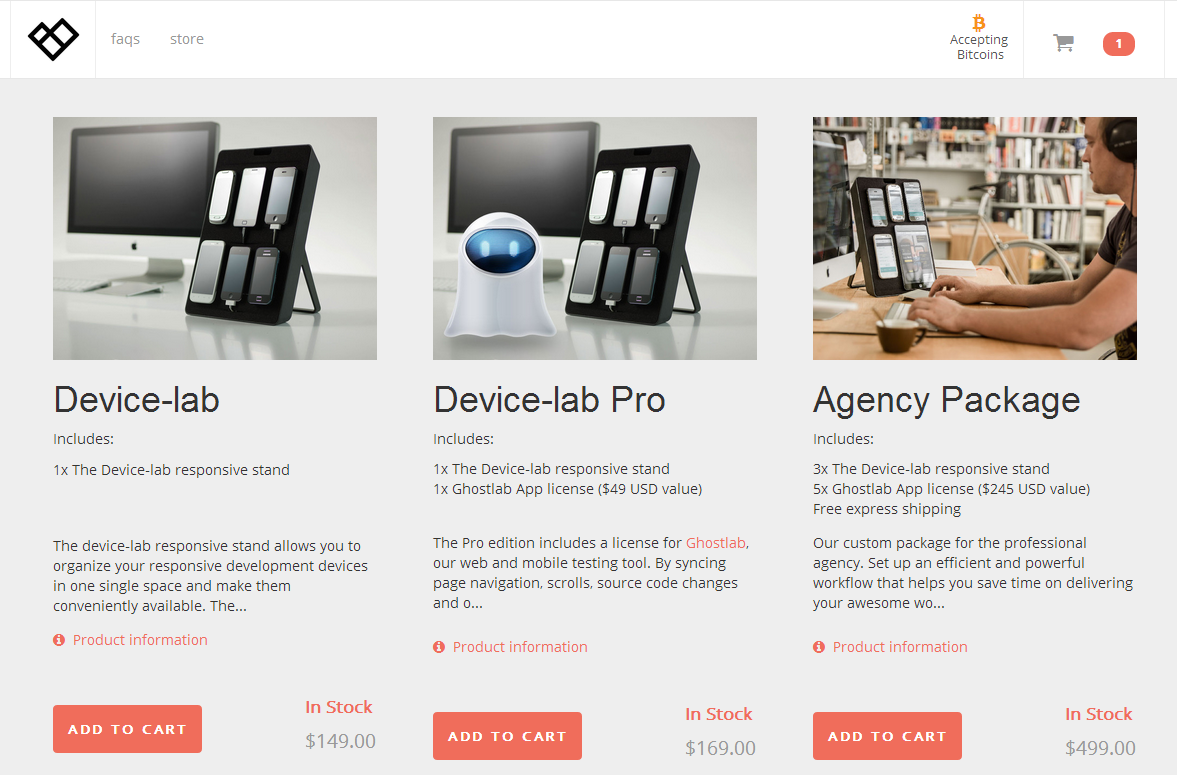 faqs
store
Accepting
Bitcoins
1
Device-lab
Includes:
1x The Device-lab responsive stand
The device-lab responsive stand allows you to
organize your responsive development devices
in one single space and make them
conveniently available. The...
Product information
ADD TO CART
In Stock
$149.00
Device-lab Pro
Includes:
1x The Device-lab responsive stand
1x Ghostlab App license ($49 USD value)
The Pro edition includes a license for Ghostlab,
our web and mobile testing tool. By syncing
page navigation, scrolls, source code changes
and o...
Product information
ADD TO CART
In Stock
$169.00
Agency Package
Includes:
3x The Device-lab responsive stand
5x Ghostlab App license ($245 USD value)
Free express shipping
Our custom package for the professional
agency. Set up an efficient and powerful
workflow that helps you save time on delivering
your awesome wo...
Product information
ADD TO CART
In Stock
$499.00